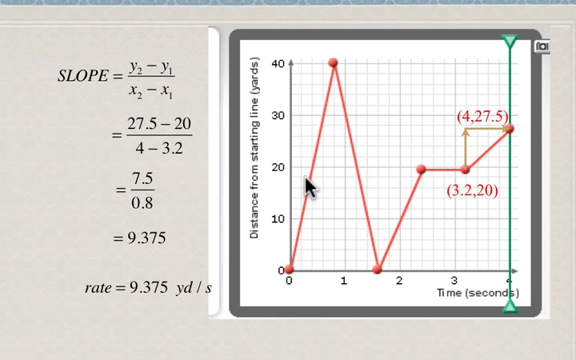 SLOPE = y₂ − y₁ / x₂ − x₁
= 27.5 − 20 / 4 − 3.2
= 7.5 / 0.8
= 9.375
rate = 9.375 yd / s
Distance from starting line (yards)
40
30
20
10
0
0 1 2 3 4
Time (seconds)
(4,27.5)
(3.2,20)